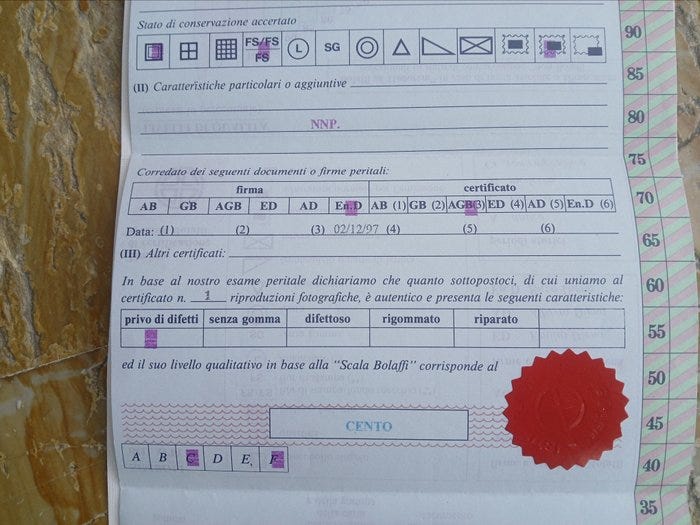 Stato di conservazione accertato
FS/FS FS L SG
(II) Caratteristiche particolari o aggiuntive
NNP.
Corredato dei seguenti documenti o firme peritali:
firma certificato
AB GB AGB ED AD En.D AB (1) GB (2) AGB(3) ED (4) AD (5) En.D (6)
Data: (1) (2) (3) 02/12/97 (4) (5) (6)
(III) Altri certificati:
In base al nostro esame peritale dichiariamo che quanto sottopostoci, di cui uniamo al
certificato n. 1 riproduzioni fotografiche, è autentico e presenta le seguenti caratteristiche:
privo di difetti senza gomma difettoso rigommato riparato
ed il suo livello qualitativo in base alla "Scala Bolaffi" corrisponde al
CENTO
A B C D E F
90
85
80
75
70
65
60
55
50
45
40
35